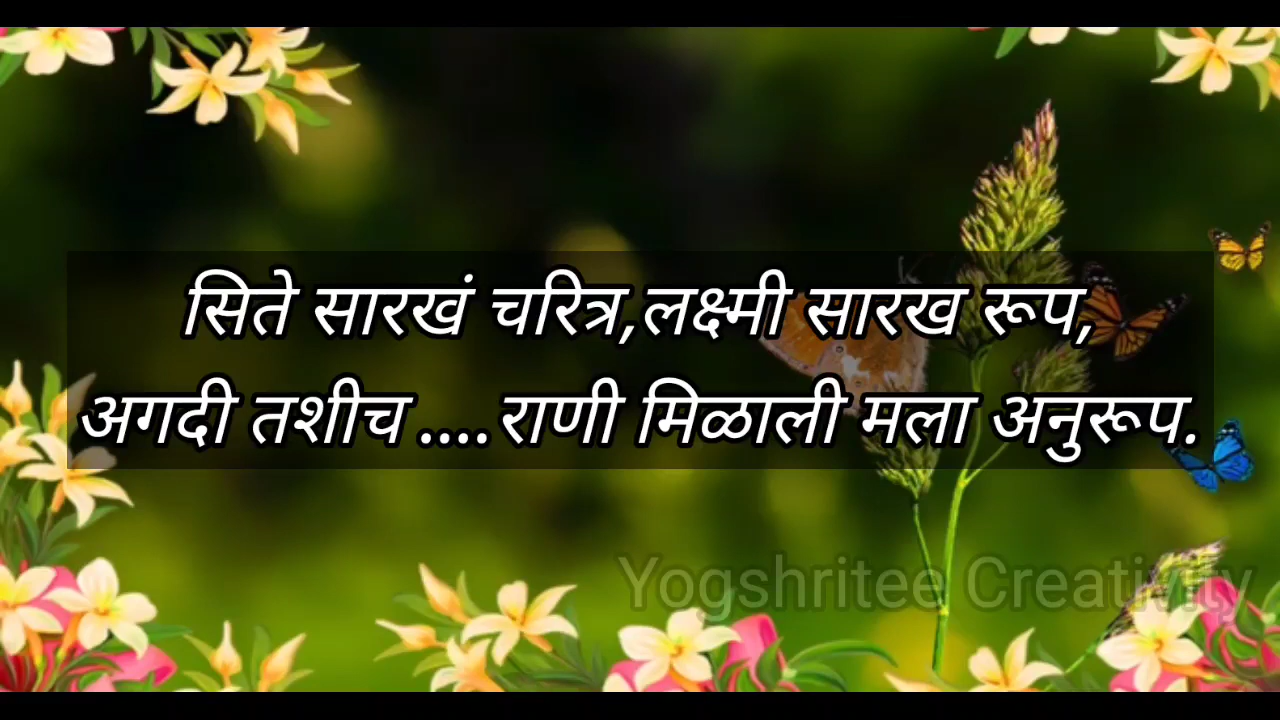 सिते सारखं चरित्र,लक्ष्मी सारख रूप,
अगदी तशीच ....राणी मिळाली मला अनुरूप.
Yogshritee Creativity